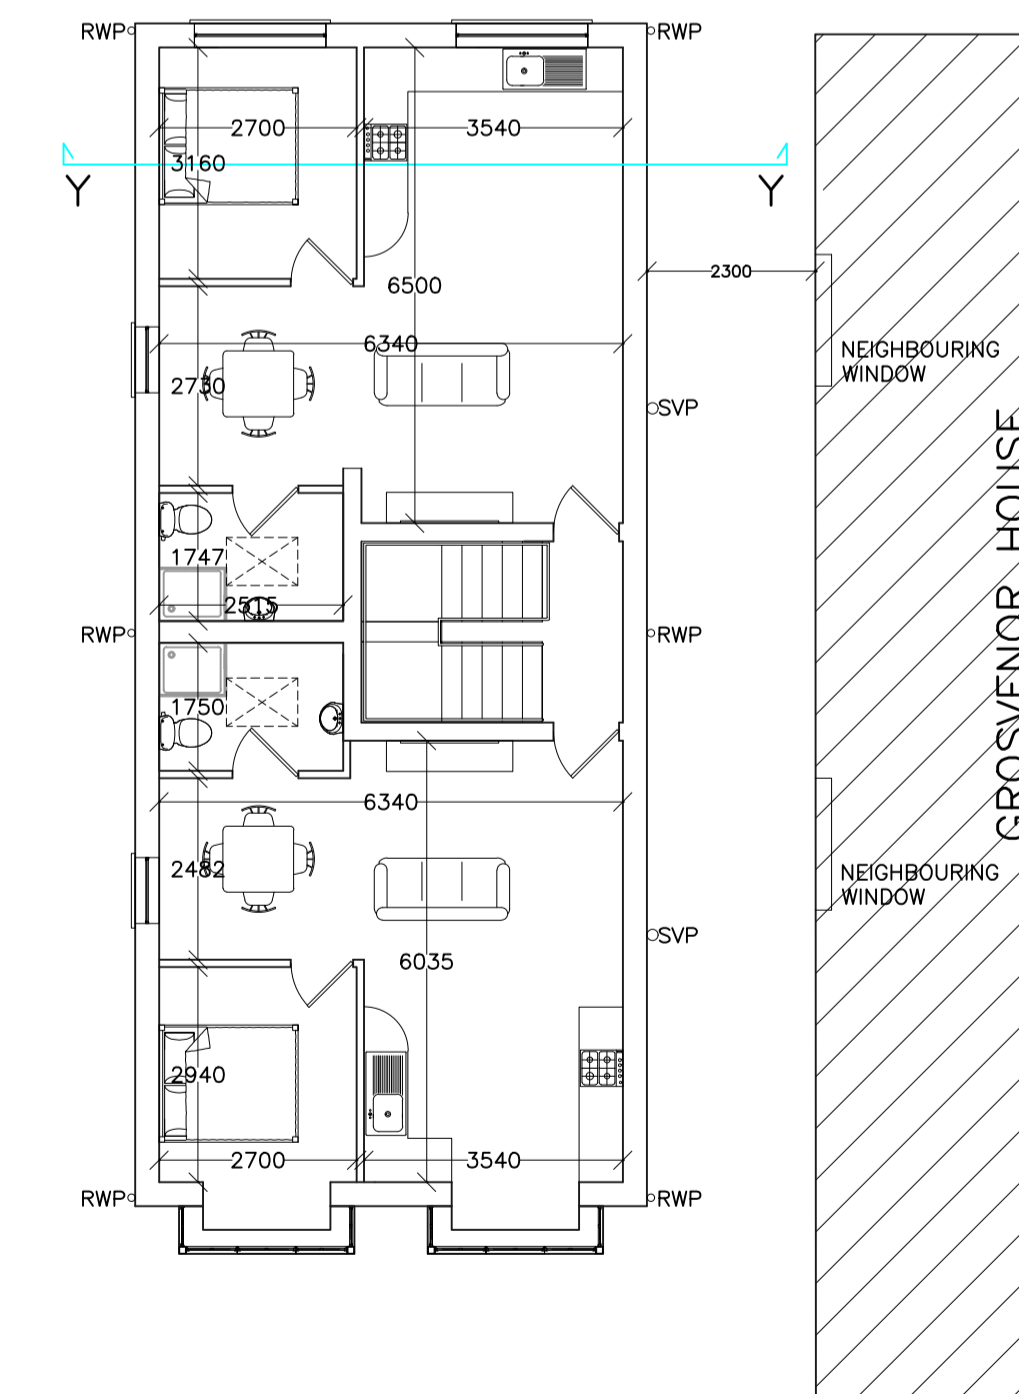 RWP
RWP
2700
3540
3160
Y
Y
6500
2300
6340
NEIGHBOURING
WINDOW
2730
SVP
GROSVENOR HOUSE
1747
2515
RWP
RWP
1750
6340
2482
NEIGHBOURING
WINDOW
SVP
6035
2940
2700
3540
RWP
RWP